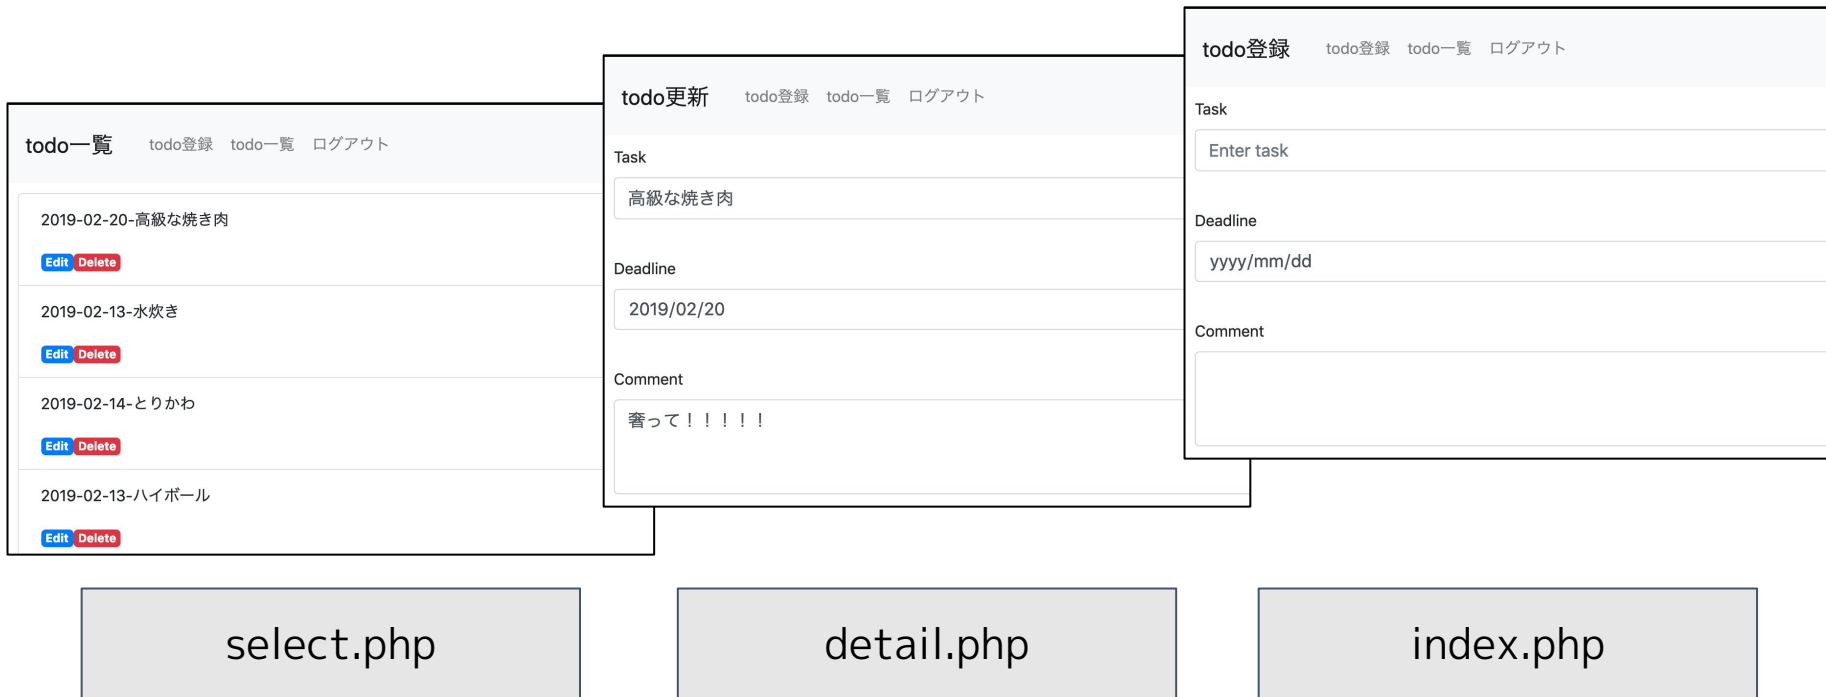 todo一覧 todo登録 todo一覧 ログアウト
2019-02-20-高級な焼き肉
Edit Delete
2019-02-13-水炊き
Edit Delete
2019-02-14-とりかわ
Edit Delete
2019-02-13-ハイボール
Edit Delete
todo更新 todo登録 todo一覧 ログアウト
Task
高級な焼き肉
Deadline
2019/02/20
Comment
奢って！！！！！
todo登録 todo登録 todo一覧 ログアウト
Task
Enter task
Deadline
yyyy/mm/dd
Comment
select.php
detail.php
index.php